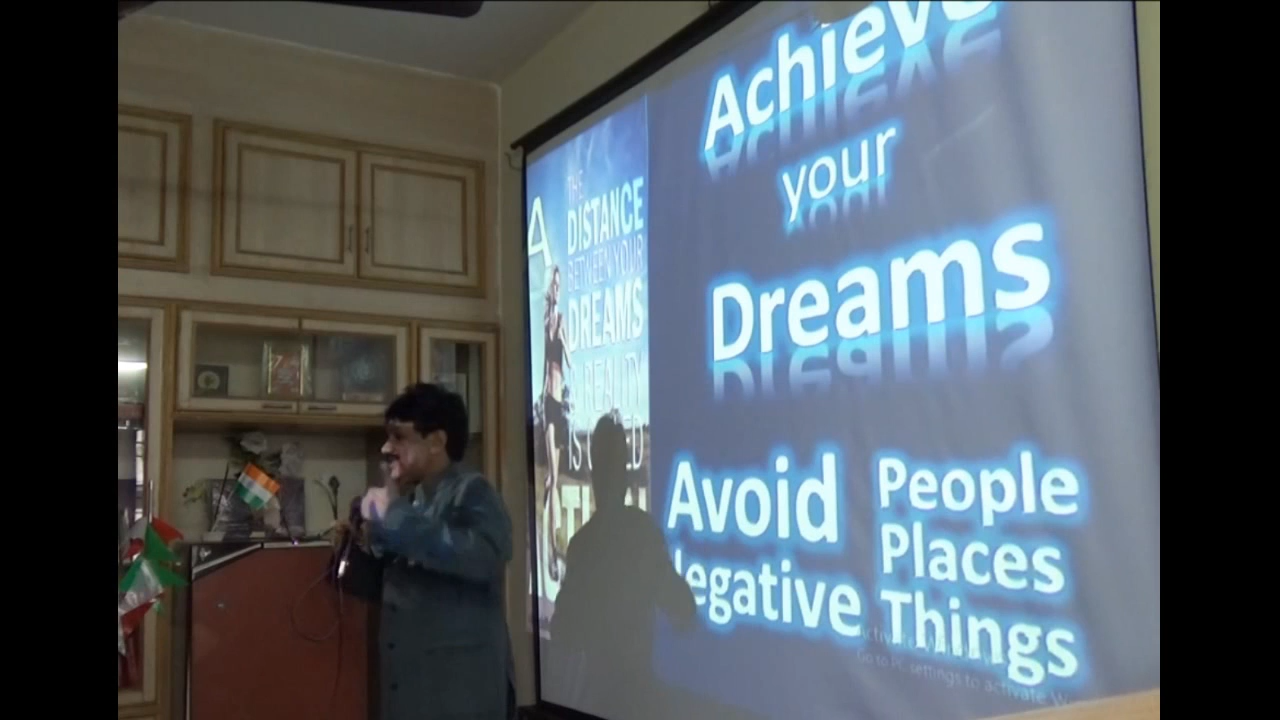 A
THE
DISTANCE
BETWEEN YOUR
DREAMS
& REALITY
IS
Achieve
your
Dreams
Avoid
Negative
People
Places
Things
Go to PC settings to activate